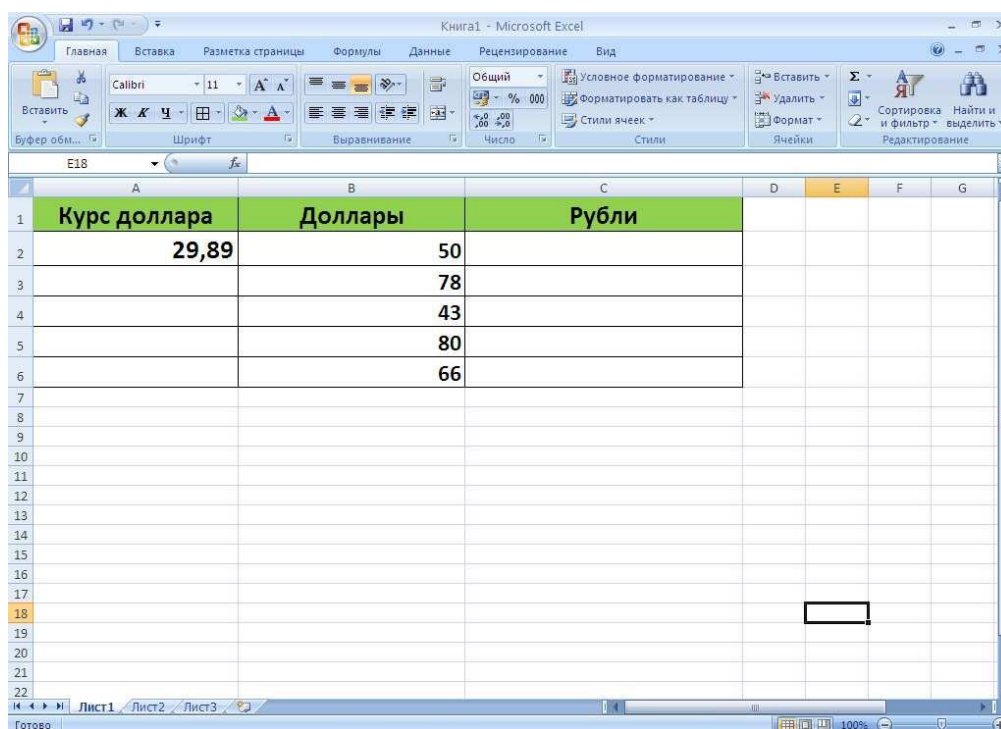 Книга1 - Microsoft Excel
Главная Вставка Разметка страницы Формулы Данные Рецензирование Вид
Вставить
Calibri 11
Ж К Ч
Общий
% 000
Условное форматирование
Форматировать как таблицу
Стили ячеек
Вставить
Удалить
Формат
Σ
Сортировка и фильтр
Найти и выделить
Буфер обм... Шрифт Выравнивание Число Стили Ячейки Редактирование
E18 fx
A B C D E F G
1 Курс доллара Доллары Рубли
2 29,89 50
3 78
4 43
5 80
6 66
7
8
9
10
11
12
13
14
15
16
17
18
19
20
21
22
Лист1 Лист2 Лист3
Готово 100%